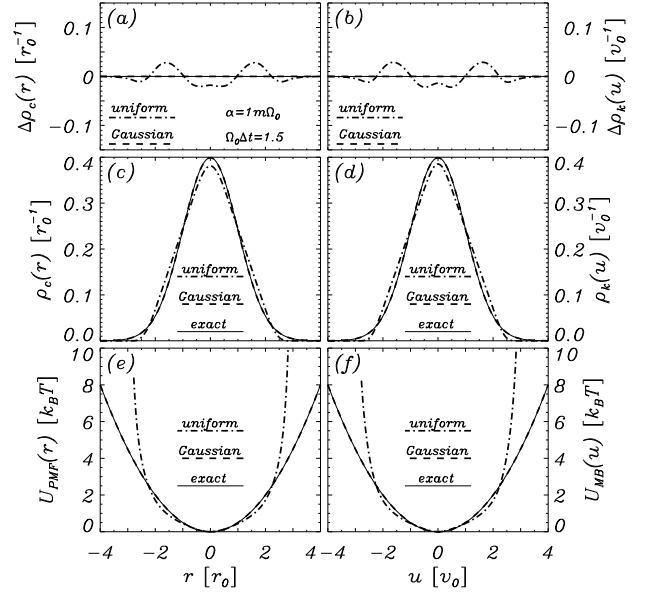 (a) (b)
0.1 0.1
0 0
−0.1 −0.1
Δρc(r) [r0⁻¹]
Δρk(u) [v0⁻¹]
uniform α=1mΩ0 uniform
Gaussian Ω0Δt=1.5 Gaussian
(c) (d)
0.4 0.4
0.3 0.3
0.2 0.2
0.1 0.1
0.0 0.0
ρc(r) [r0⁻¹]
ρk(u) [v0⁻¹]
uniform uniform
Gaussian Gaussian
exact exact
(e) (f)
10 10
8 8
6 6
4 4
2 2
0 0
UPMF(r) [kBT]
UMB(u) [kBT]
uniform uniform
Gaussian Gaussian
exact exact
−4 −2 0 2 4 −4 −2 0 2 4
r [r0] u [v0]